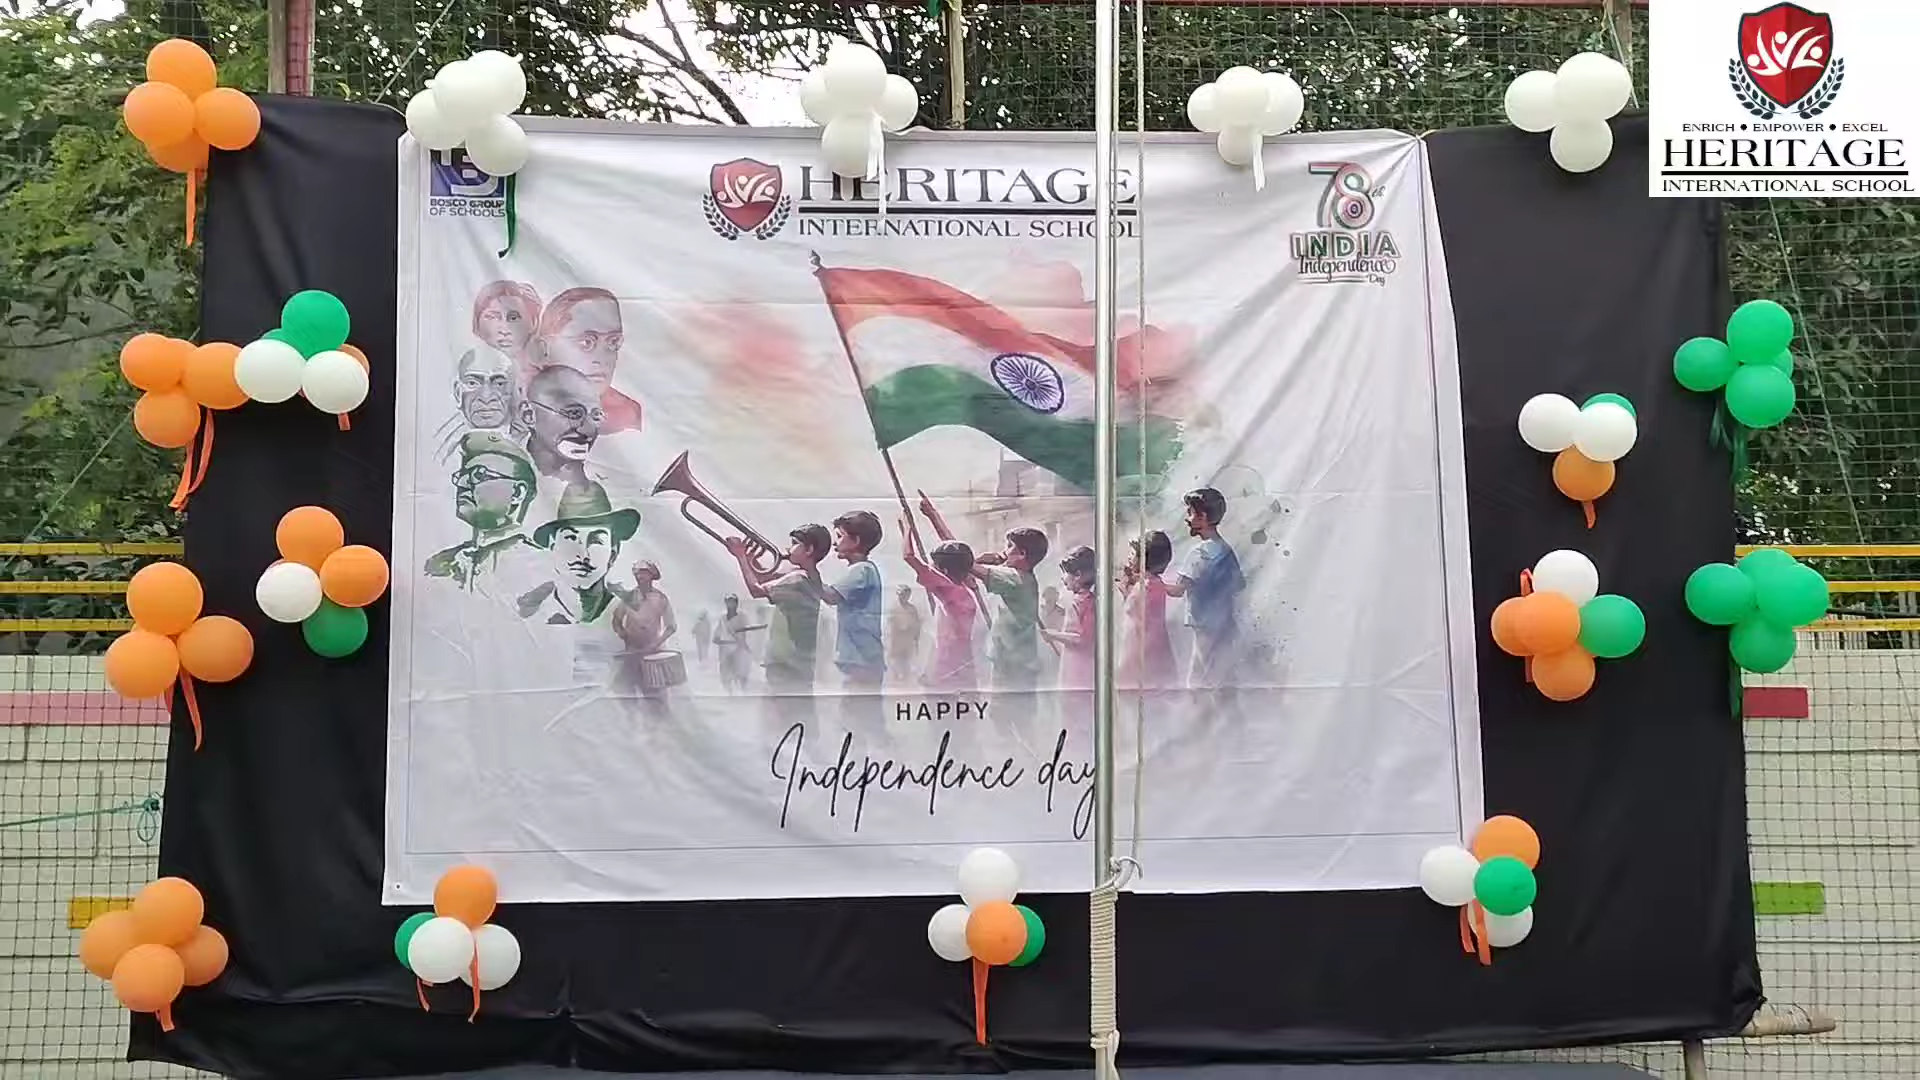 BOSCO GROUP
OF SCHOOLS
HERITAGE
INTERNATIONAL SCHOOL
78th
INDIA
Independence
Day
HAPPY
Independence day
ENRICH • EMPOWER • EXCEL
HERITAGE
INTERNATIONAL SCHOOL